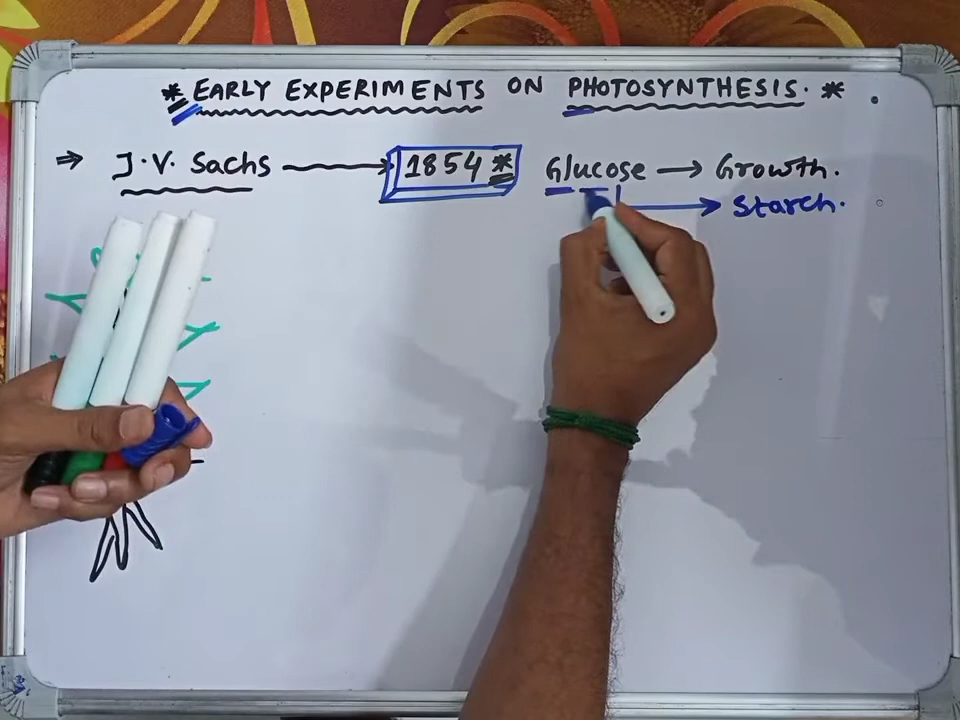 * EARLY EXPERIMENTS ON PHOTOSYNTHESIS. * .
⇒ J.V. Sachs → 1854 * Glucose → Growth.
→ Starch.